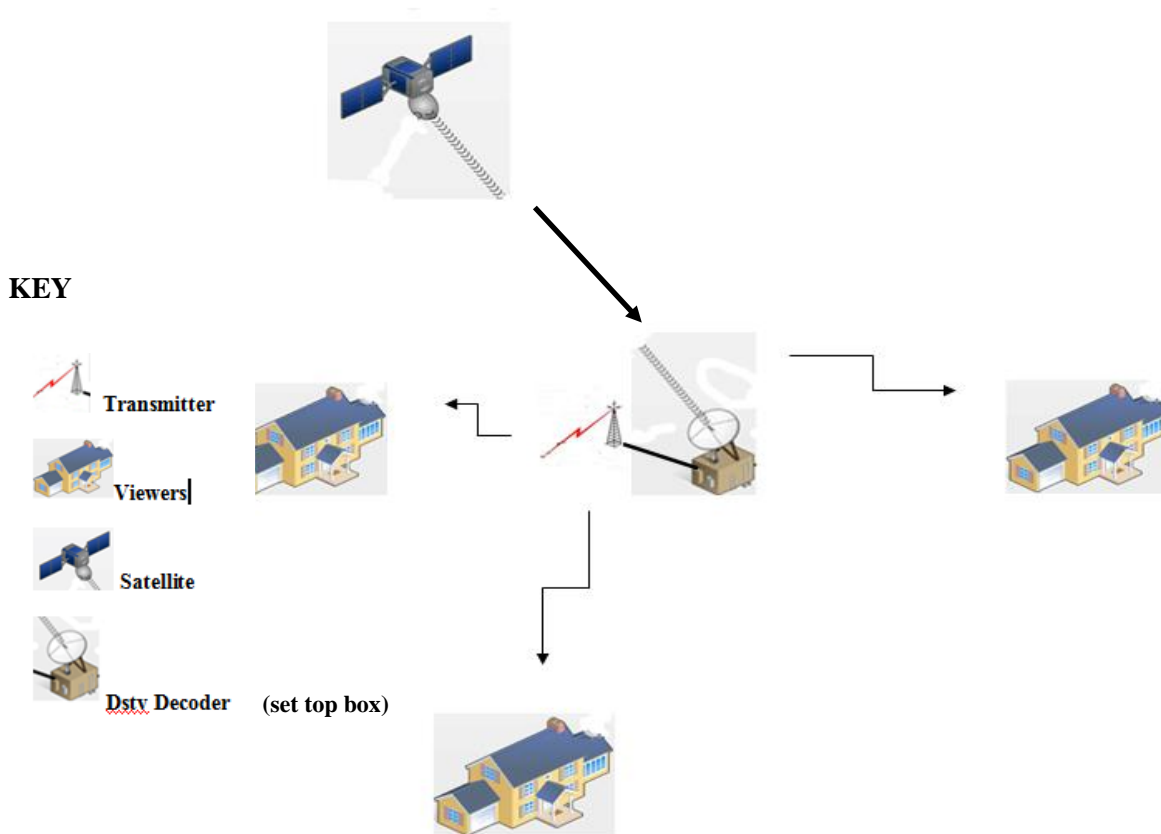 KEY
Transmitter
Viewers
Satellite
Dstv Decoder (set top box)